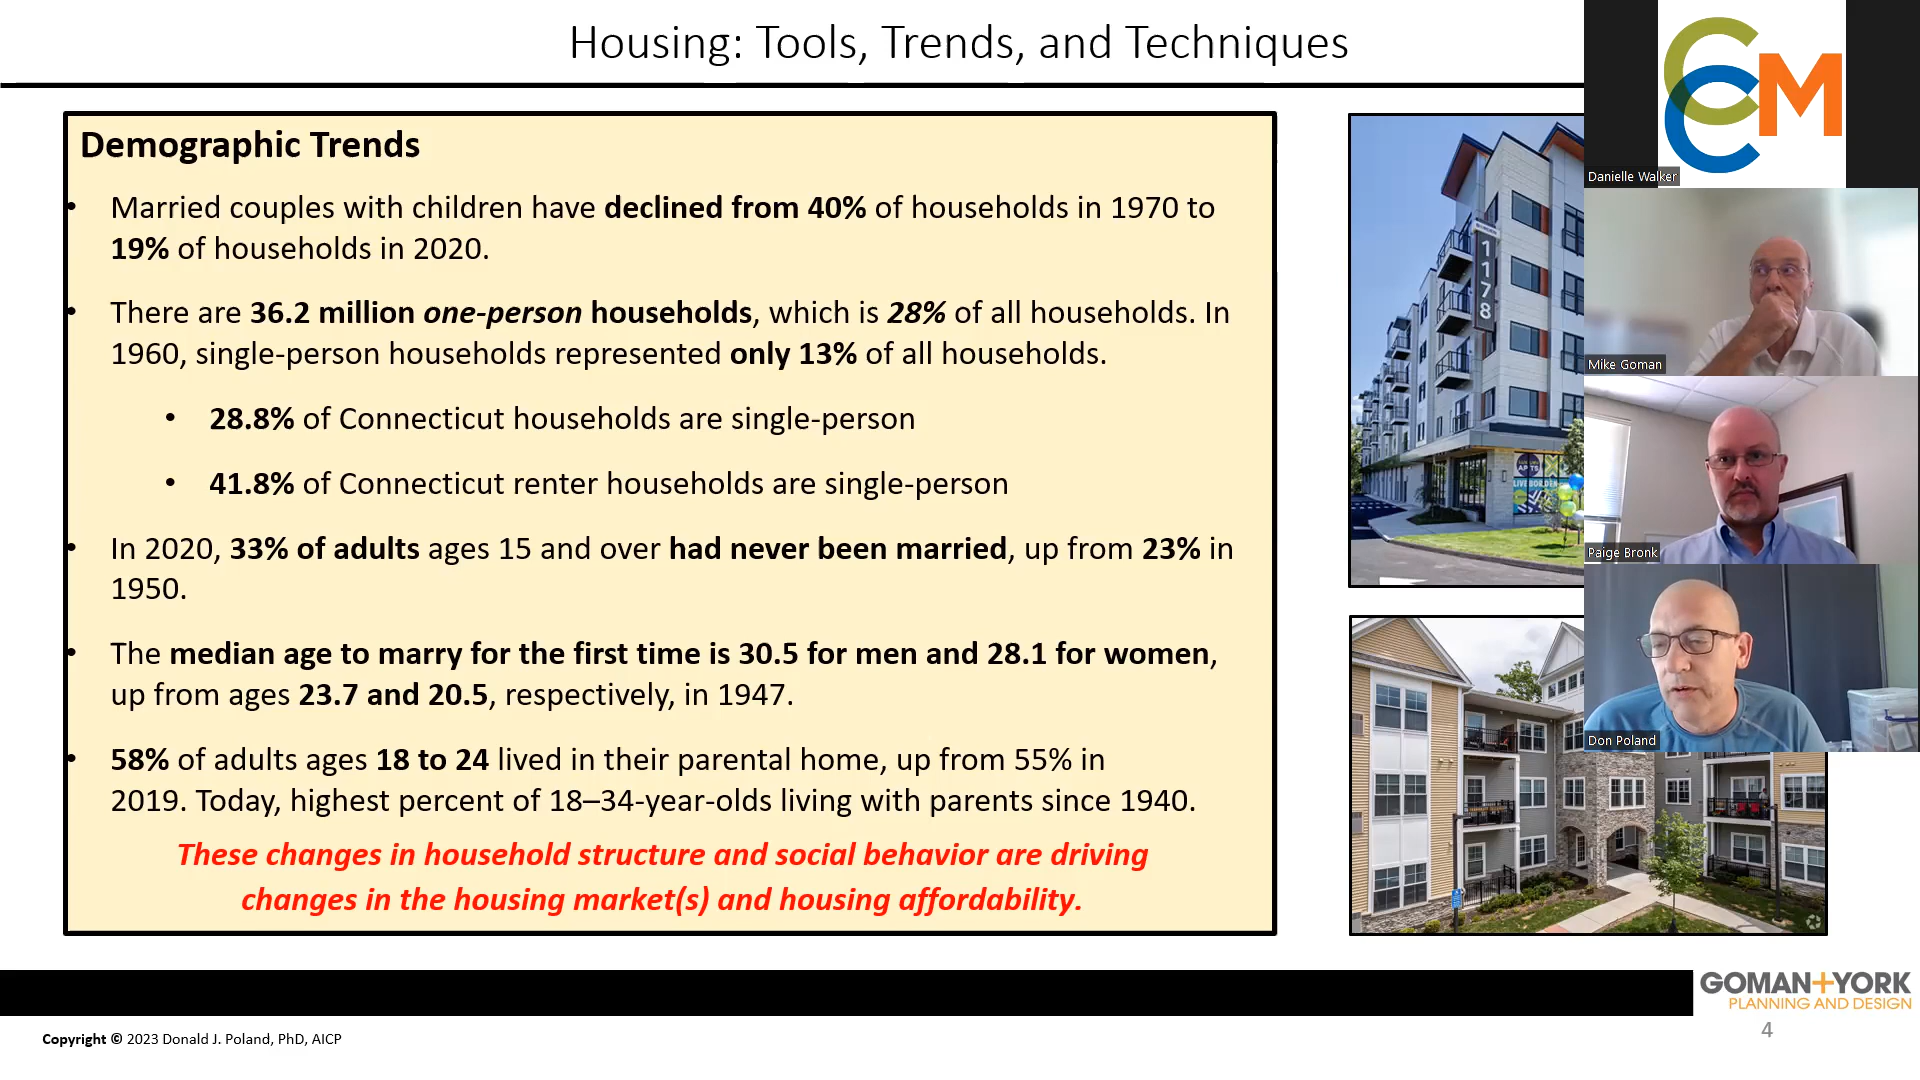 Housing: Tools, Trends, and Techniques
Demographic Trends
• Married couples with children have declined from 40% of households in 1970 to
19% of households in 2020.
• There are 36.2 million one-person households, which is 28% of all households. In
1960, single-person households represented only 13% of all households.
• 28.8% of Connecticut households are single-person
• 41.8% of Connecticut renter households are single-person
• In 2020, 33% of adults ages 15 and over had never been married, up from 23% in
1950.
• The median age to marry for the first time is 30.5 for men and 28.1 for women,
up from ages 23.7 and 20.5, respectively, in 1947.
• 58% of adults ages 18 to 24 lived in their parental home, up from 55% in
2019. Today, highest percent of 18–34-year-olds living with parents since 1940.
These changes in household structure and social behavior are driving
changes in the housing market(s) and housing affordability.
1178
CCM
Danielle Walker
Mike Goman
Paige Bronk
Don Poland
GOMAN+YORK
PLANNING AND DESIGN
Copyright © 2023 Donald J. Poland, PhD, AICP
4